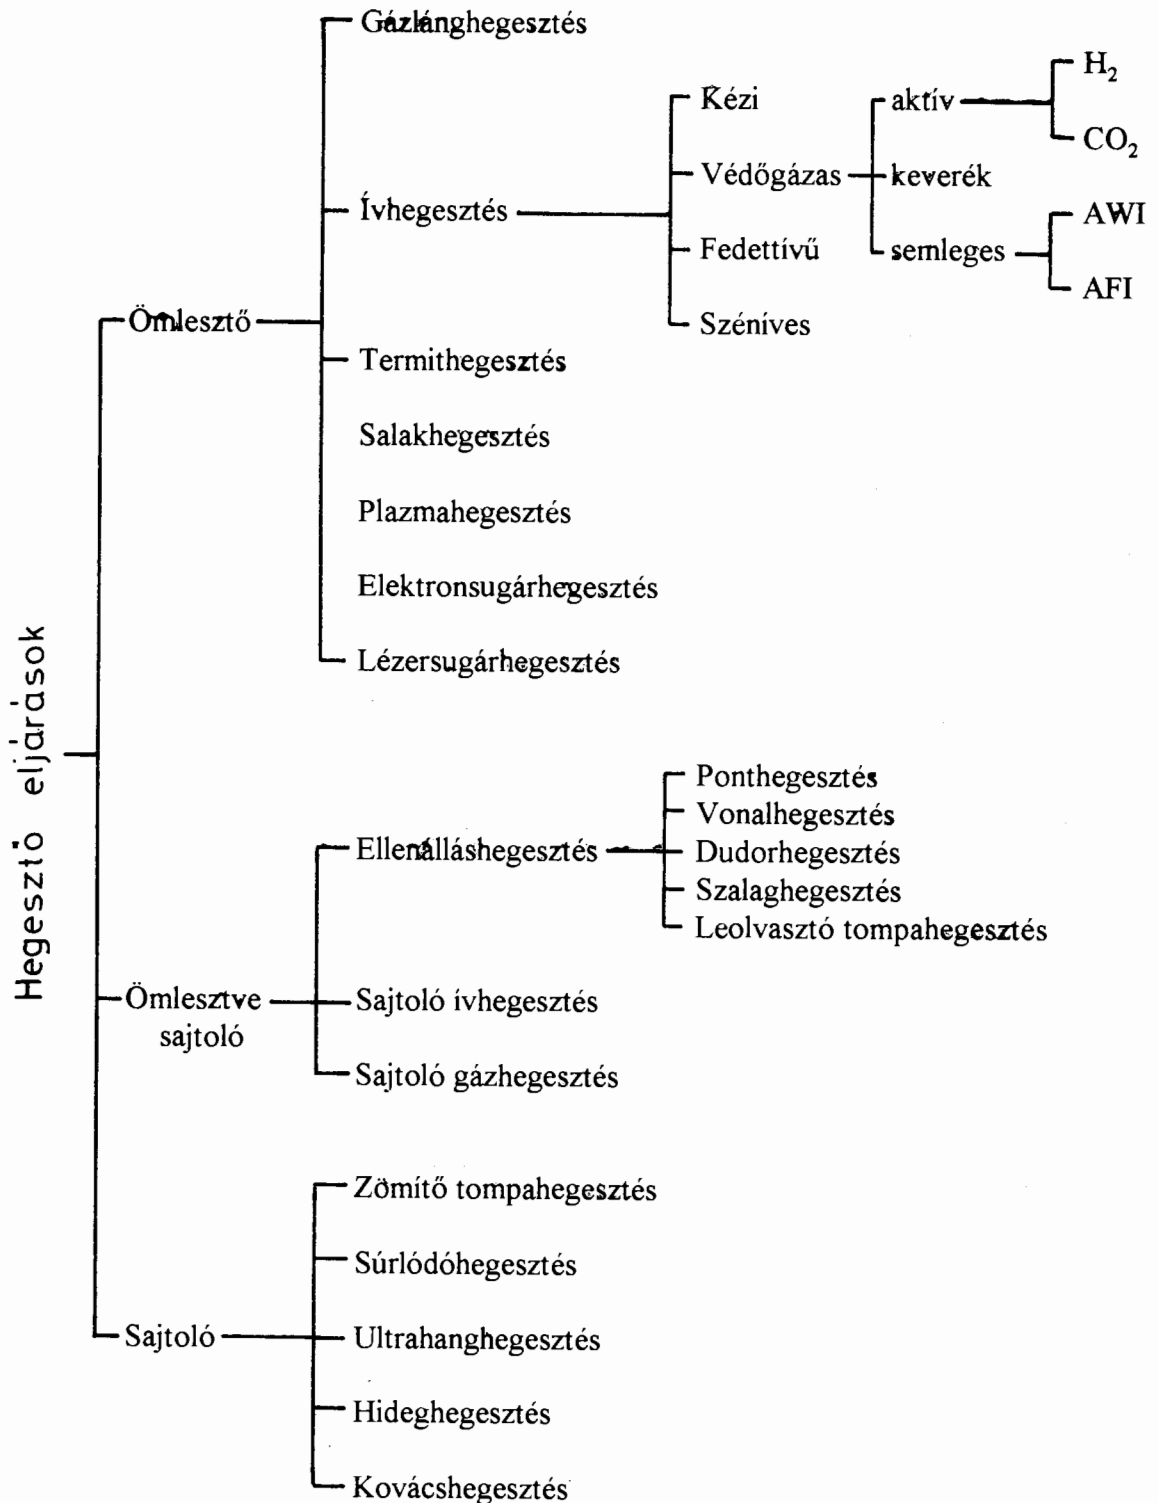 Hegesztő eljárások
Ömlesztő
Gázlánghegesztés
Ívhegesztés
Kézi
Védőgázas
aktív
H₂
CO₂
keverék
semleges
AWI
AFI
Fedettívű
Széníves
Termithegesztés
Salakhegesztés
Plazmahegesztés
Elektronsugárhegesztés
Lézersugárhegesztés
Ömlesztve
sajtoló
Ellenálláshegesztés
Ponthegesztés
Vonalhegesztés
Dudorhegesztés
Szalaghegesztés
Leolvasztó tompahegesztés
Sajtoló ívhegesztés
Sajtoló gázhegesztés
Sajtoló
Zömítő tompahegesztés
Súrlódóhegesztés
Ultrahanghegesztés
Hideghegesztés
Kovácshegesztés